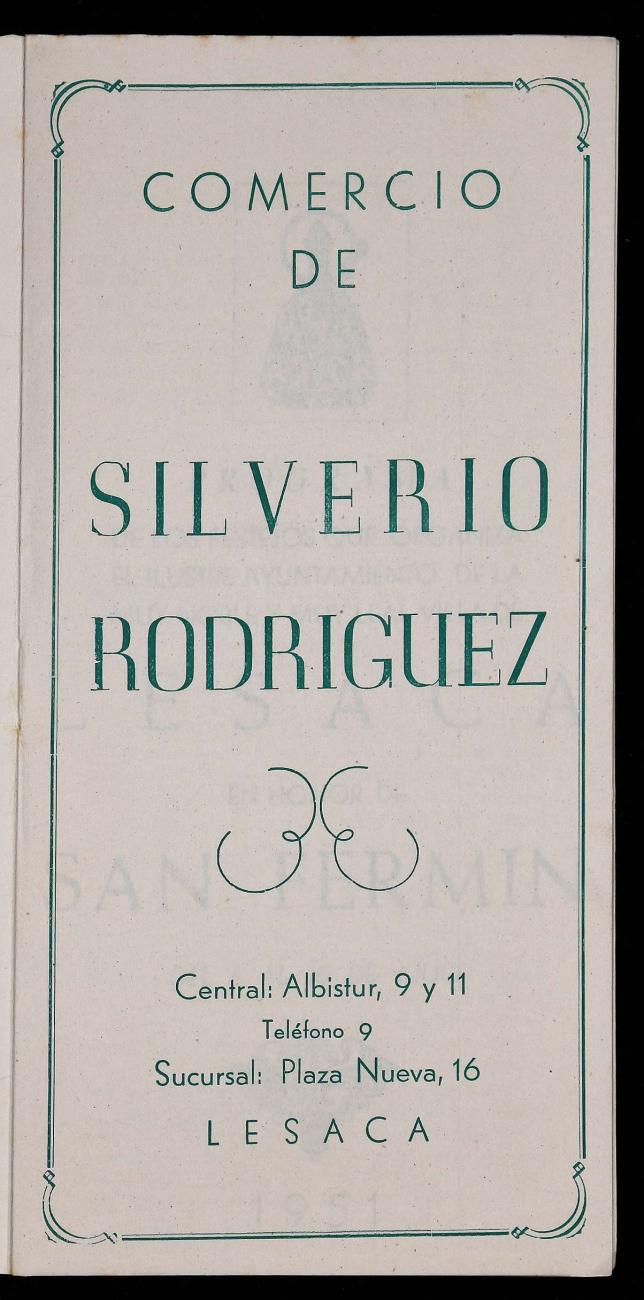 COMERCIO
DE
SILVERIO
RODRIGUEZ
Central: Albistur, 9 y 11
Teléfono 9
Sucursal: Plaza Nueva, 16
LESACA